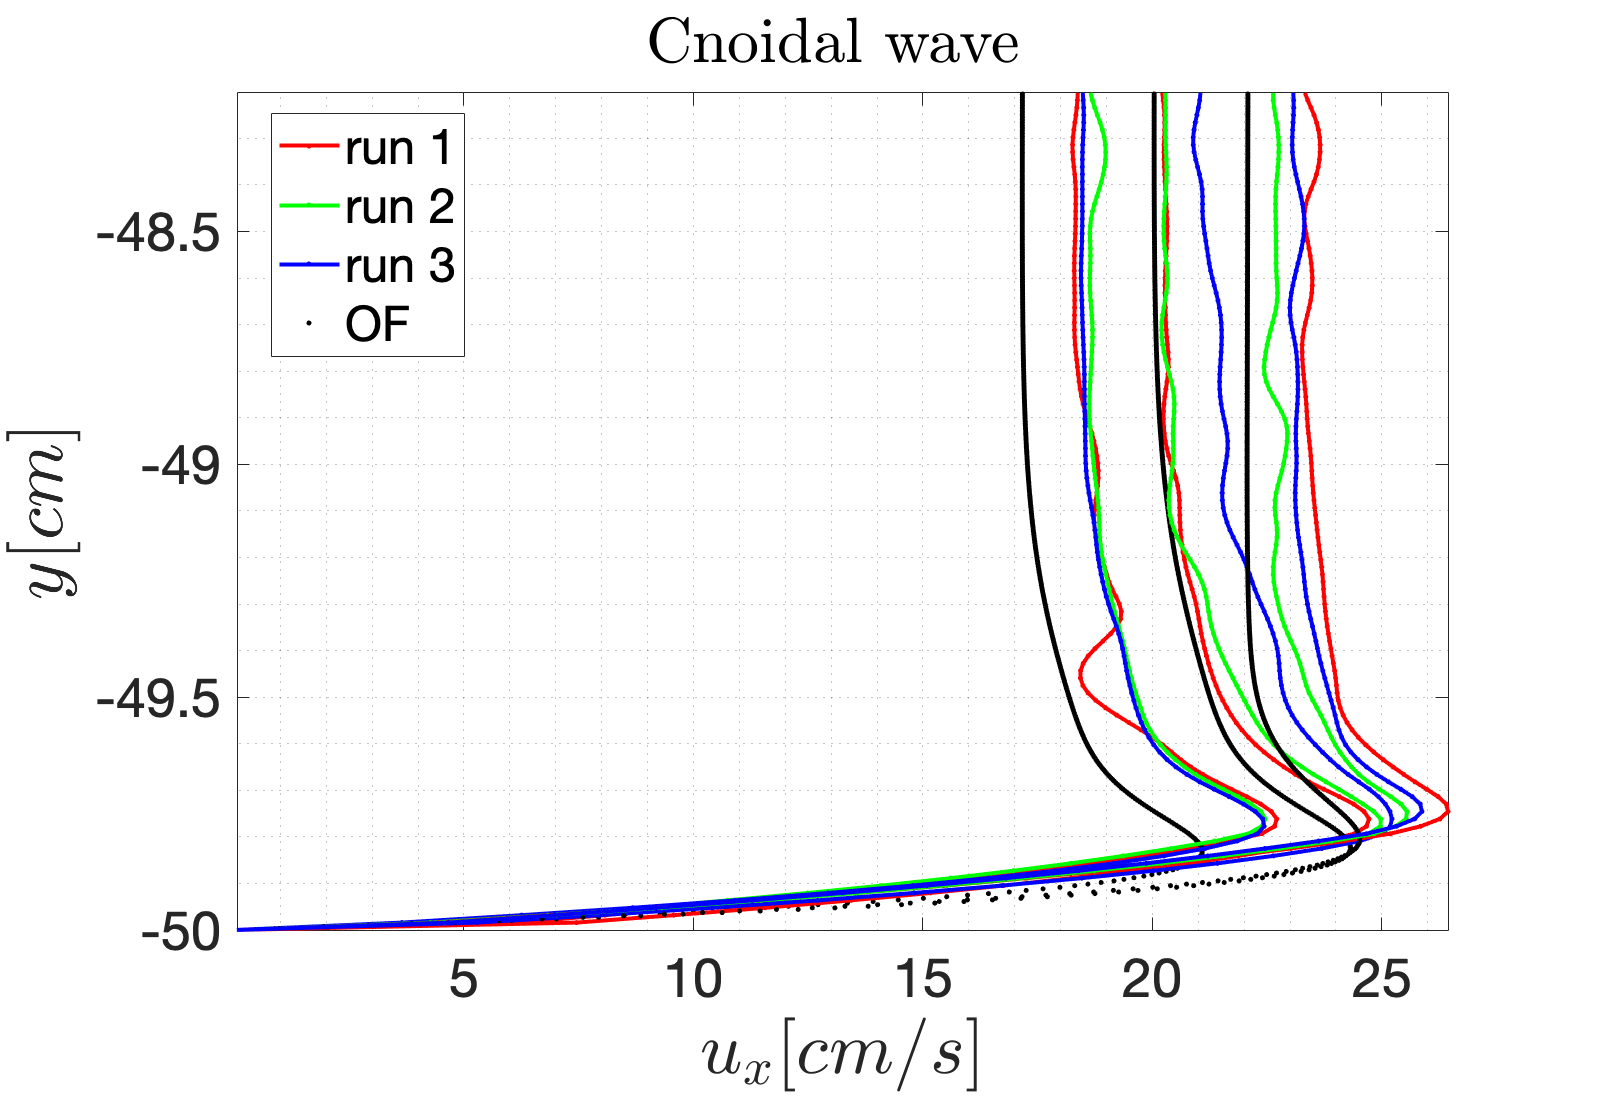 Cnoidal wave
run 1
run 2
run 3
OF
-48.5
-49
-49.5
-50
y[cm]
5 10 15 20 25
u_x[cm/s]